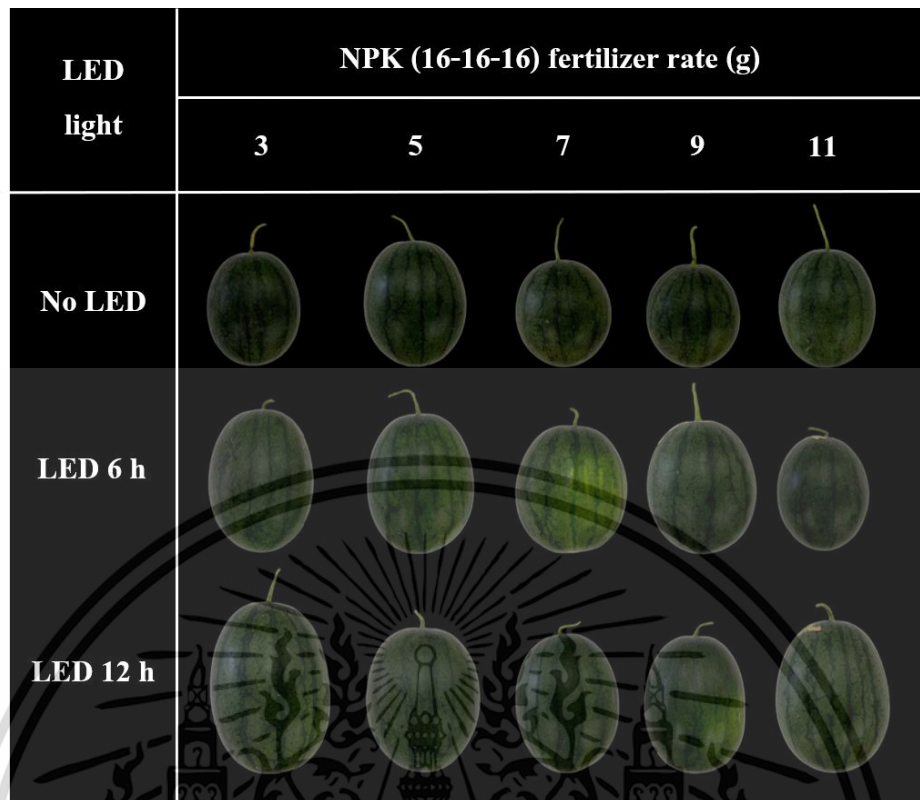 LED
light
NPK (16-16-16) fertilizer rate (g)
3 5 7 9 11
No LED
LED 6 h
LED 12 h